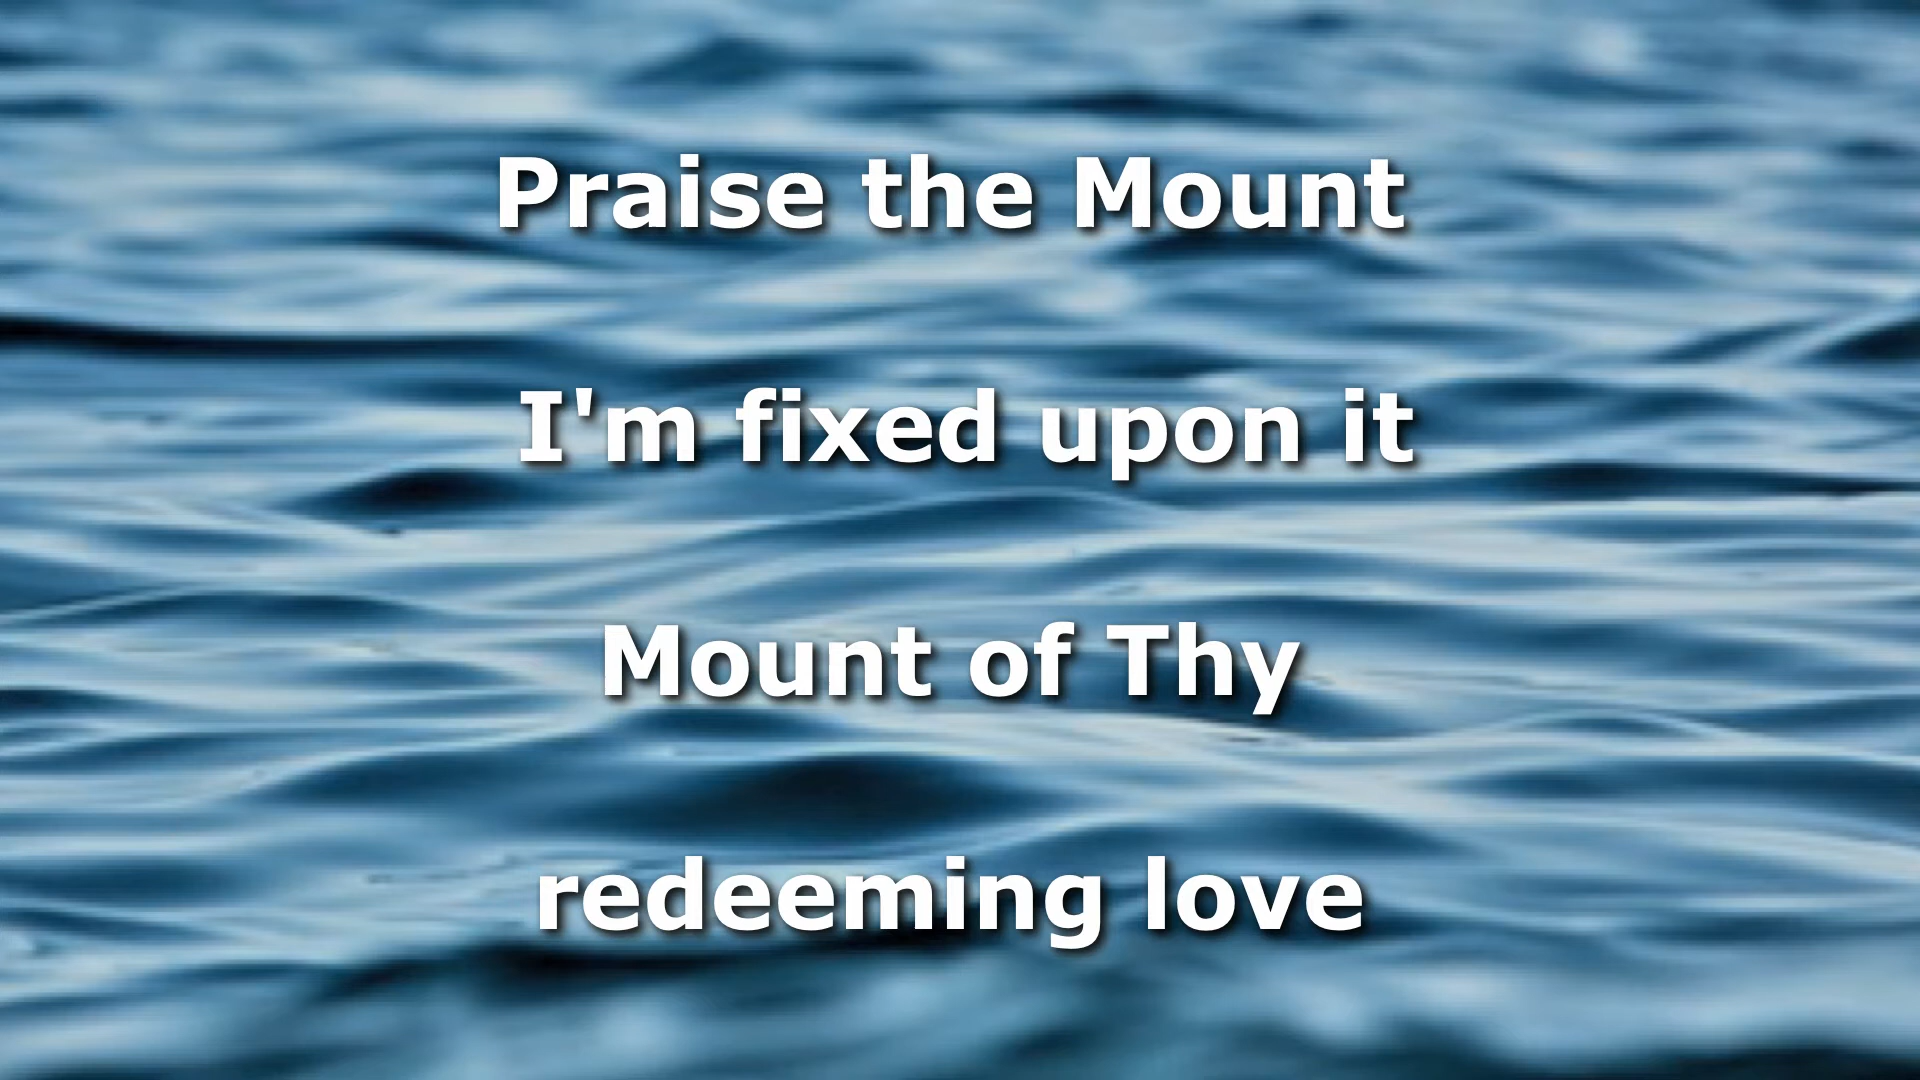 Praise the Mount
I'm fixed upon it
Mount of Thy
redeeming love